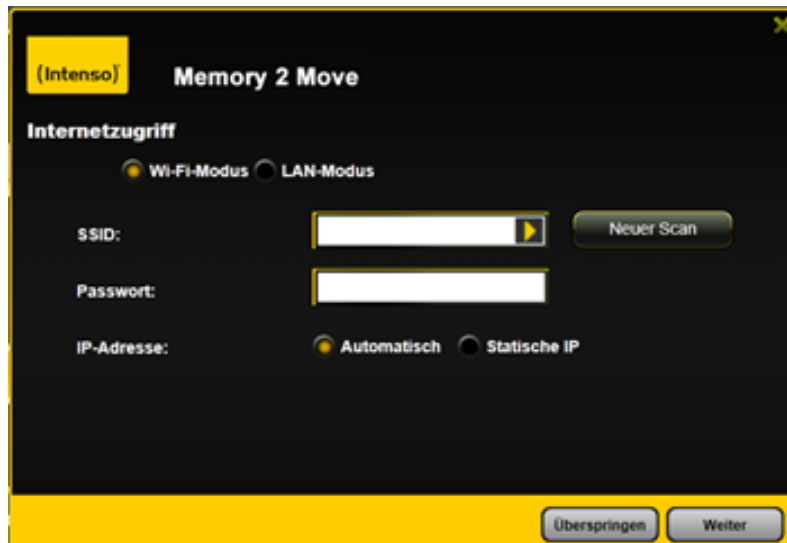 (Intenso)
Memory 2 Move
Internetzugriff
Wi-Fi-Modus LAN-Modus
SSID: Neuer Scan
Passwort:
IP-Adresse: Automatisch Statische IP
Überspringen Weiter